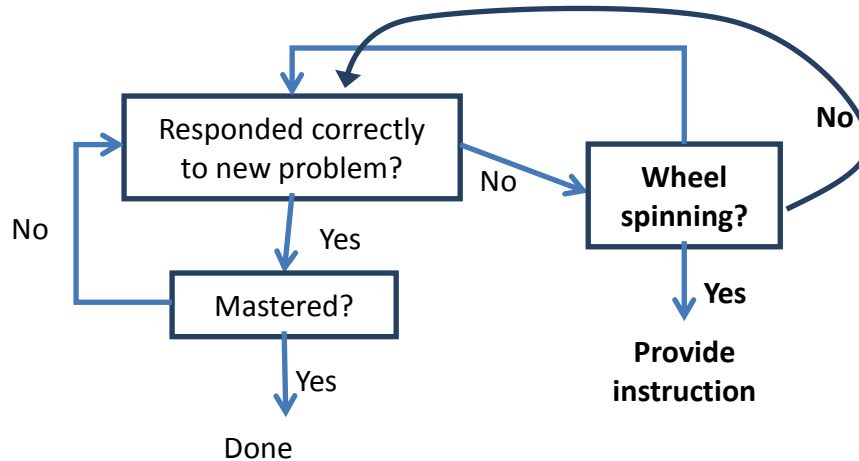 Responded correctly
to new problem?
No
No
Wheel
spinning?
No
Yes
Mastered?
Yes
Provide
instruction
Yes
Done